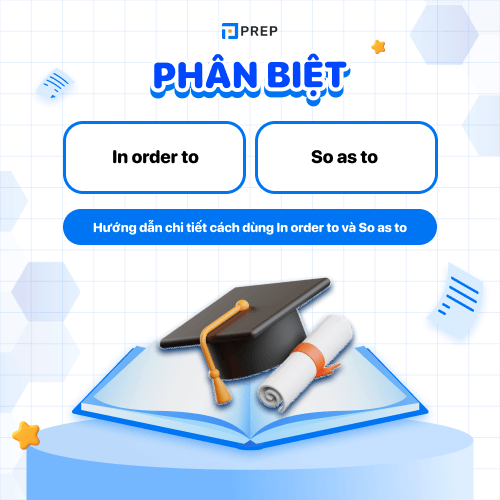 PREP
PHÂN BIỆT
In order to
So as to
Hướng dẫn chi tiết cách dùng In order to và So as to